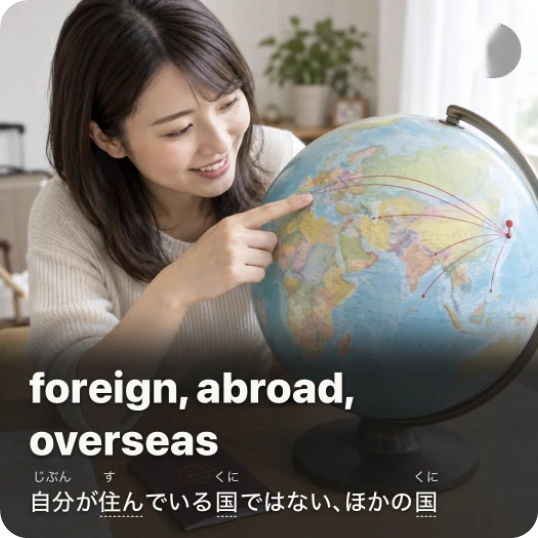 foreign, abroad,
overseas
じぶん す くに くに
自分が住んでいる国ではない、ほかの国